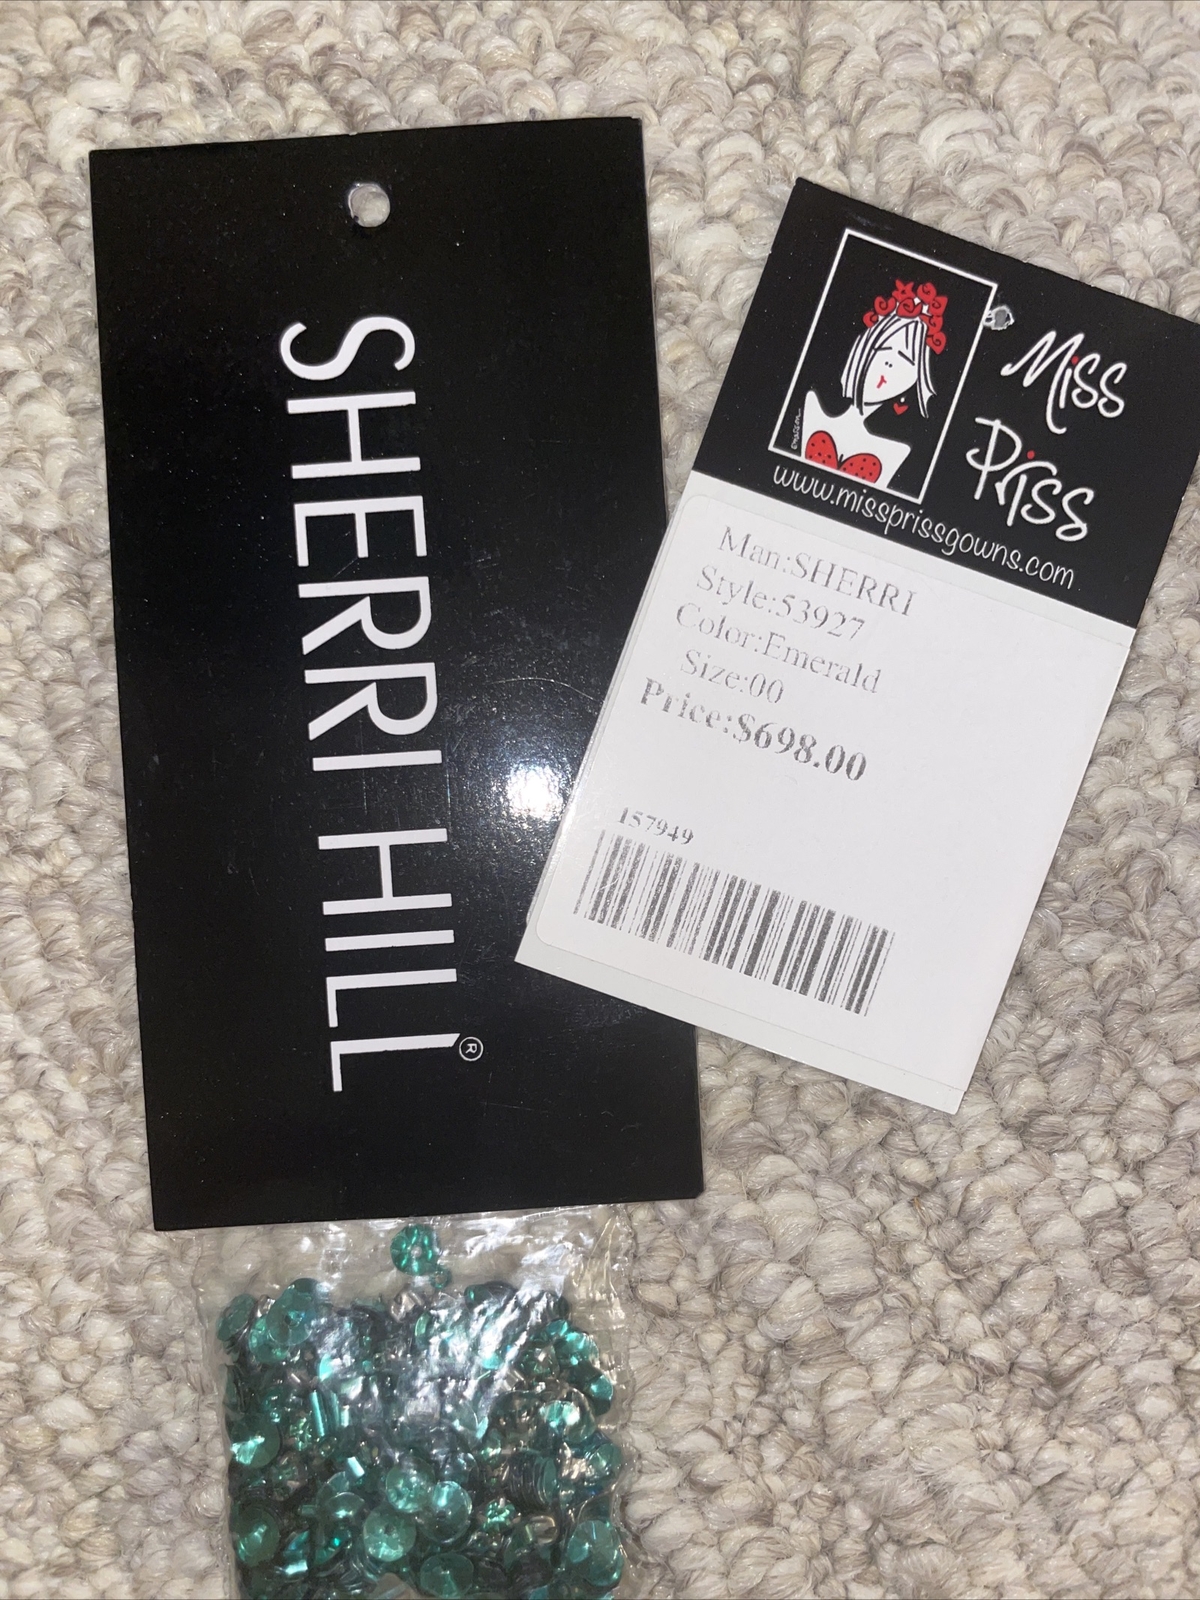 SHERRI HILL®
Miss
Priss
www.missprissgowns.com
Man:SHERRI
Style:53927
Color:Emerald
Size:00
Price:$698.00
157949